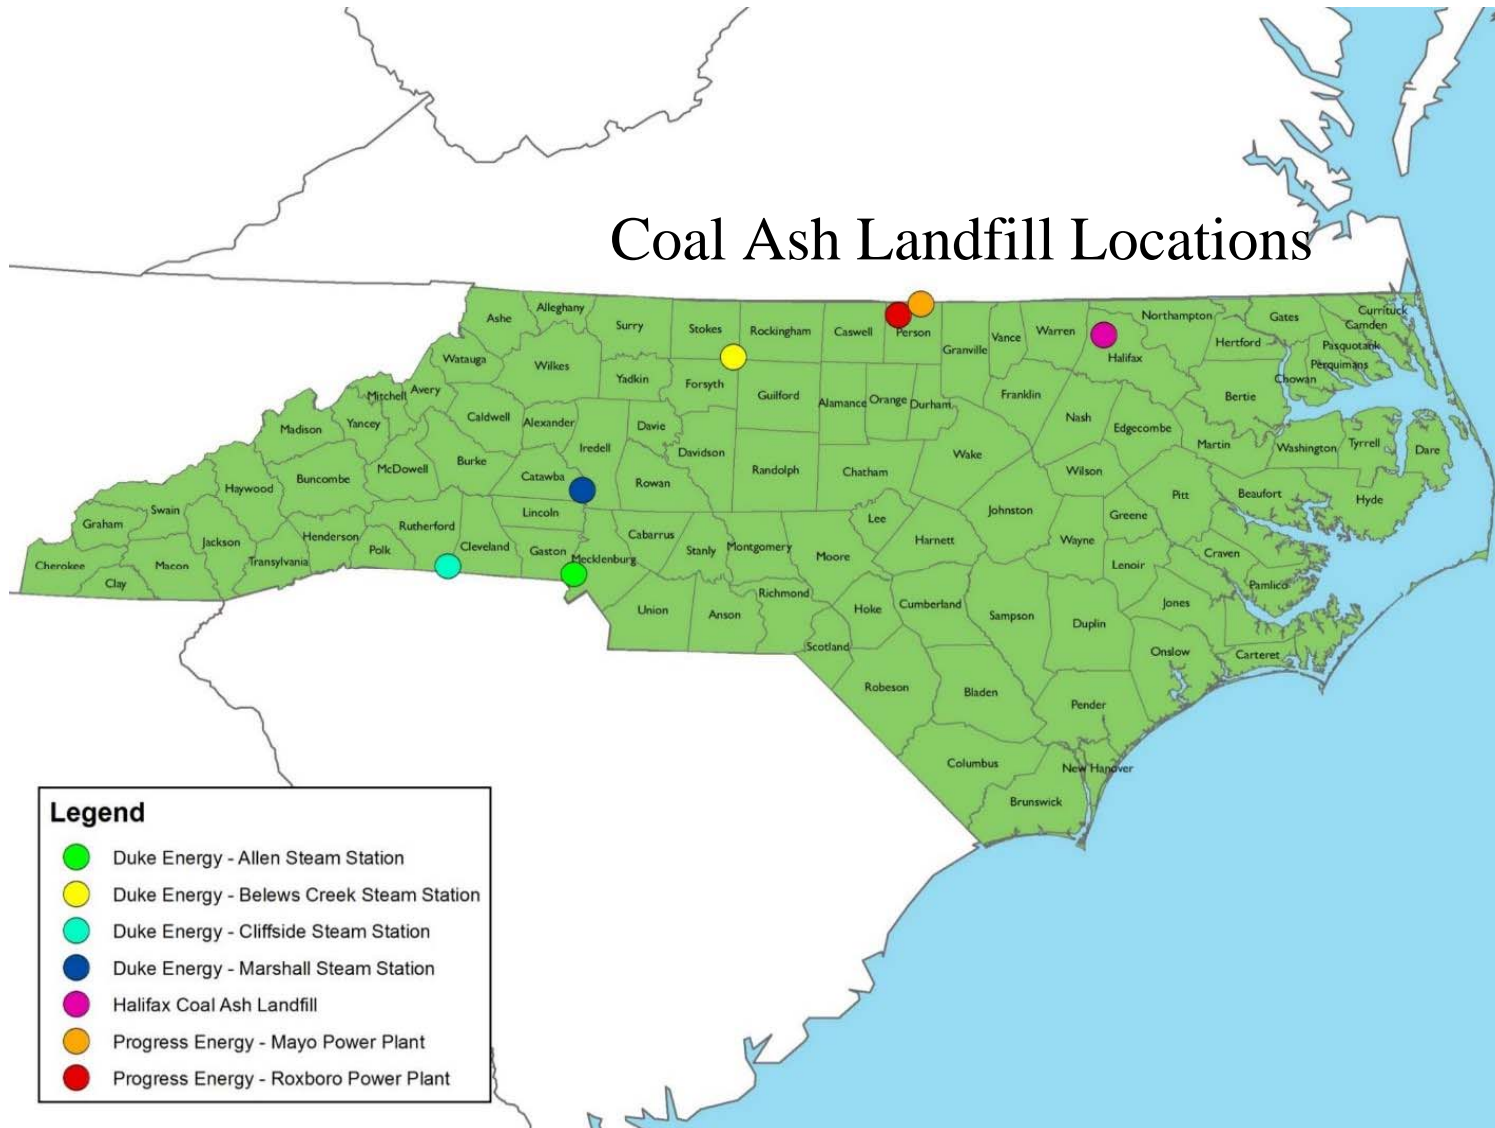 Coal Ash Landfill Locations
Ashe
Alleghany
Surry
Stokes
Rockingham
Caswell
Person
Granville
Vance
Warren
Northampton
Halifax
Gates
Hertford
Currituck
Camden
Pasquotank
Perquimans
Chowan
Bertie
Watauga
Wilkes
Yadkin
Forsyth
Guilford
Alamance
Orange
Durham
Franklin
Nash
Edgecombe
Martin
Washington
Tyrrell
Dare
Mitchell
Avery
Caldwell
Alexander
Iredell
Davie
Davidson
Randolph
Chatham
Wake
Wilson
Pitt
Beaufort
Hyde
Madison
Yancey
McDowell
Burke
Catawba
Rowan
Haywood
Buncombe
Lincoln
Swain
Graham
Jackson
Henderson
Rutherford
Polk
Cleveland
Gaston
Mecklenburg
Cabarrus
Stanly
Montgomery
Moore
Lee
Harnett
Johnston
Wayne
Greene
Lenoir
Craven
Pamlico
Cherokee
Clay
Macon
Transylvania
Union
Anson
Richmond
Hoke
Cumberland
Sampson
Duplin
Jones
Onslow
Carteret
Scotland
Robeson
Bladen
Pender
Columbus
New Hanover
Brunswick
Legend
Duke Energy - Allen Steam Station
Duke Energy - Belews Creek Steam Station
Duke Energy - Cliffside Steam Station
Duke Energy - Marshall Steam Station
Halifax Coal Ash Landfill
Progress Energy - Mayo Power Plant
Progress Energy - Roxboro Power Plant